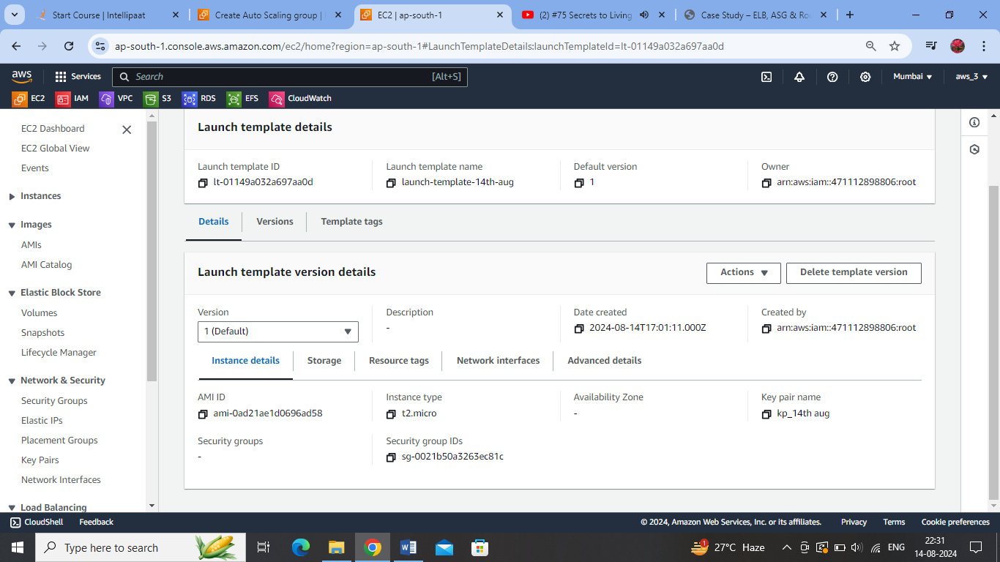 Start Course | Intellipaat
Create Auto Scaling group |
EC2 | ap-south-1
(2) #75 Secrets to Living
Case Study – ELB, ASG & Ro
ap-south-1.console.aws.amazon.com/ec2/home?region=ap-south-1#LaunchTemplateDetails:launchTemplateId=lt-01149a032a697aa0d
aws Services Search [Alt+S] Mumbai aws_3
EC2 IAM VPC S3 RDS EFS CloudWatch
EC2 Dashboard
EC2 Global View
Events
Instances
Images
AMIs
AMI Catalog
Elastic Block Store
Volumes
Snapshots
Lifecycle Manager
Network & Security
Security Groups
Elastic IPs
Placement Groups
Key Pairs
Network Interfaces
Load Balancing
Launch template details
Launch template ID
lt-01149a032a697aa0d
Launch template name
launch-template-14th-aug
Default version
1
Owner
arn:aws:iam::471112898806:root
Details Versions Template tags
Launch template version details
Actions Delete template version
Version
1 (Default)
Description
-
Date created
2024-08-14T17:01:11.000Z
Created by
arn:aws:iam::471112898806:root
Instance details Storage Resource tags Network interfaces Advanced details
AMI ID
ami-0ad21ae1d0696ad58
Instance type
t2.micro
Availability Zone
-
Key pair name
kp_14th aug
Security groups
-
Security group IDs
sg-0021b50a3263ec81c
CloudShell Feedback © 2024, Amazon Web Services, Inc. or its affiliates. Privacy Terms Cookie preferences
Type here to search
1
27°C Haze
ENG
22:31
14-08-2024